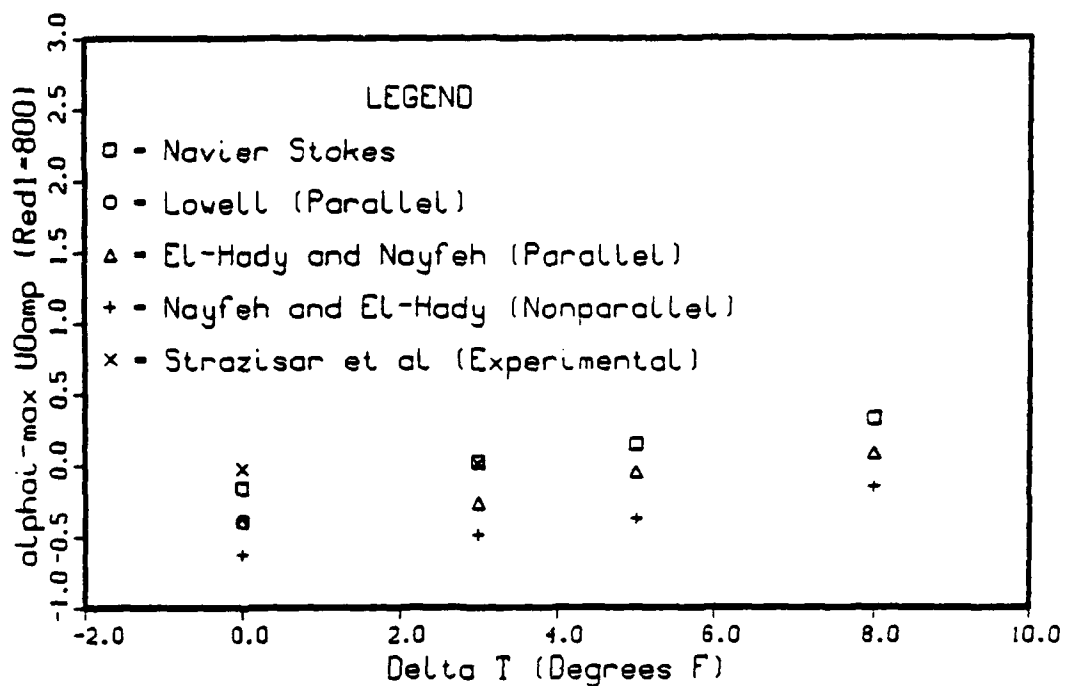 3.0
2.5
2.0
1.5
1.0
0.5
0.0
-0.5
-1.0
alphai-max U0amp (Red1=800)
LEGEND
□ - Navier Stokes
○ - Lowell (Parallel)
△ - El-Hady and Nayfeh (Parallel)
+ - Nayfeh and El-Hady (Nonparallel)
× - Strazisar et al (Experimental)
-2.0 0.0 2.0 4.0 6.0 8.0 10.0
Delta T (Degrees F)